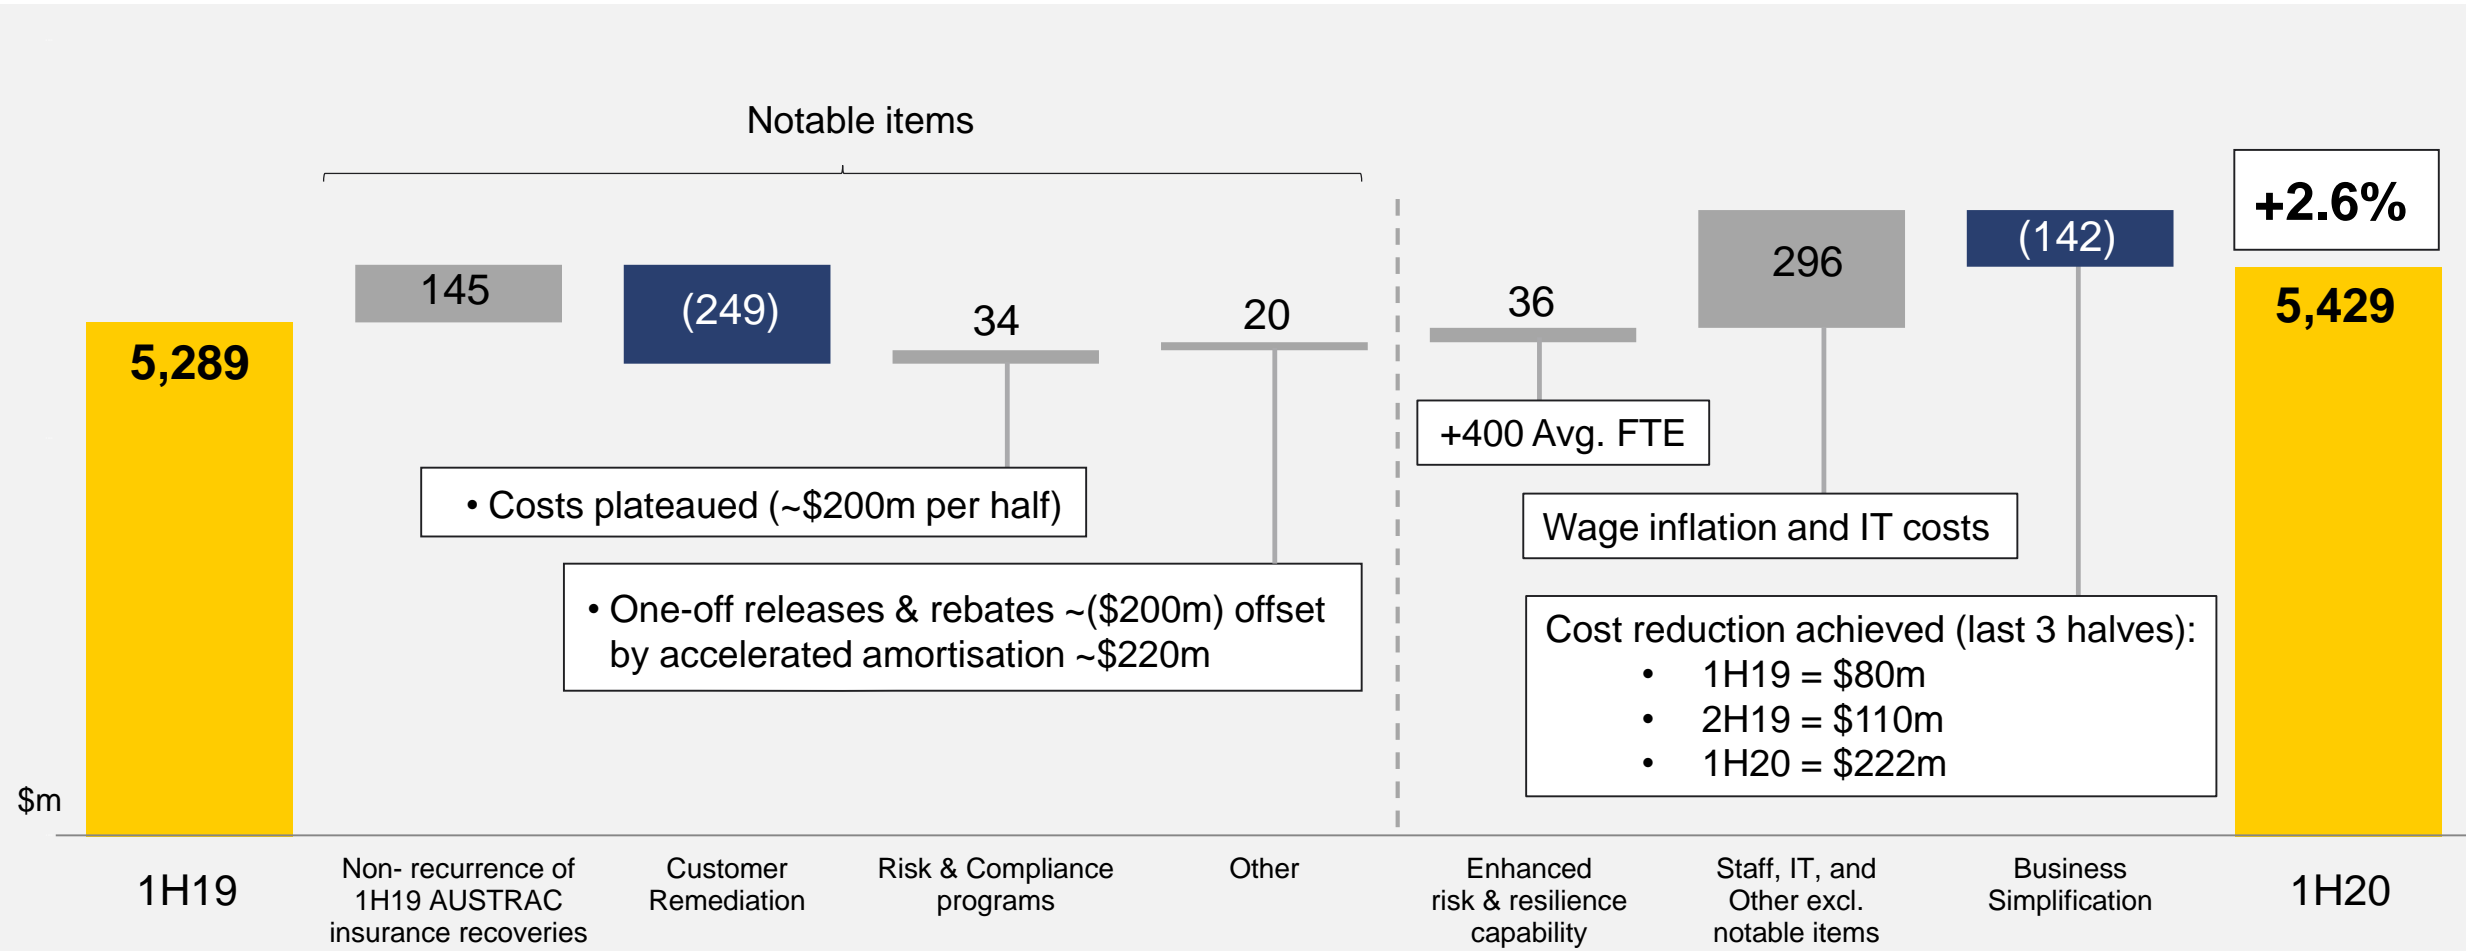 Notable items
+2.6%
5,289
145
(249)
34
20
36
296
(142)
5,429
+400 Avg. FTE
• Costs plateaued (~$200m per half)
Wage inflation and IT costs
• One-off releases & rebates ~($200m) offset
by accelerated amortisation ~$220m
Cost reduction achieved (last 3 halves):
• 1H19 = $80m
• 2H19 = $110m
• 1H20 = $222m
$m
1H19
Non- recurrence of
1H19 AUSTRAC
insurance recoveries
Customer
Remediation
Risk & Compliance
programs
Other
Enhanced
risk & resilience
capability
Staff, IT, and
Other excl.
notable items
Business
Simplification
1H20